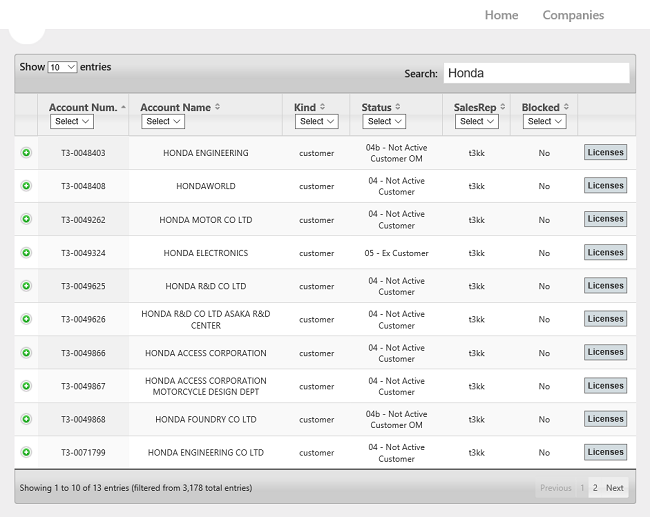 Home Companies
Show 10 entries
Search: Honda
Account Num. Account Name Kind Status SalesRep Blocked
Select Select Select Select Select Select
T3-0048403 HONDA ENGINEERING customer 04b - Not Active Customer OM t3kk No Licenses
T3-0048408 HONDAWORLD customer 04 - Not Active Customer t3kk No Licenses
T3-0049262 HONDA MOTOR CO LTD customer 04 - Not Active Customer t3kk No Licenses
T3-0049324 HONDA ELECTRONICS customer 05 - Ex Customer t3kk No Licenses
T3-0049625 HONDA R&D CO LTD customer 04 - Not Active Customer t3kk No Licenses
T3-0049626 HONDA R&D CO LTD ASAKA R&D CENTER customer 04 - Not Active Customer t3kk No Licenses
T3-0049866 HONDA ACCESS CORPORATION customer 04 - Not Active Customer t3kk No Licenses
T3-0049867 HONDA ACCESS CORPORATION MOTORCYCLE DESIGN DEPT customer 04 - Not Active Customer t3kk No Licenses
T3-0049868 HONDA FOUNDRY CO LTD customer 04b - Not Active Customer OM t3kk No Licenses
T3-0071799 HONDA ENGINEERING CO LTD customer 04 - Not Active Customer t3kk No Licenses
Showing 1 to 10 of 13 entries (filtered from 3,178 total entries)
Previous 1 2 Next